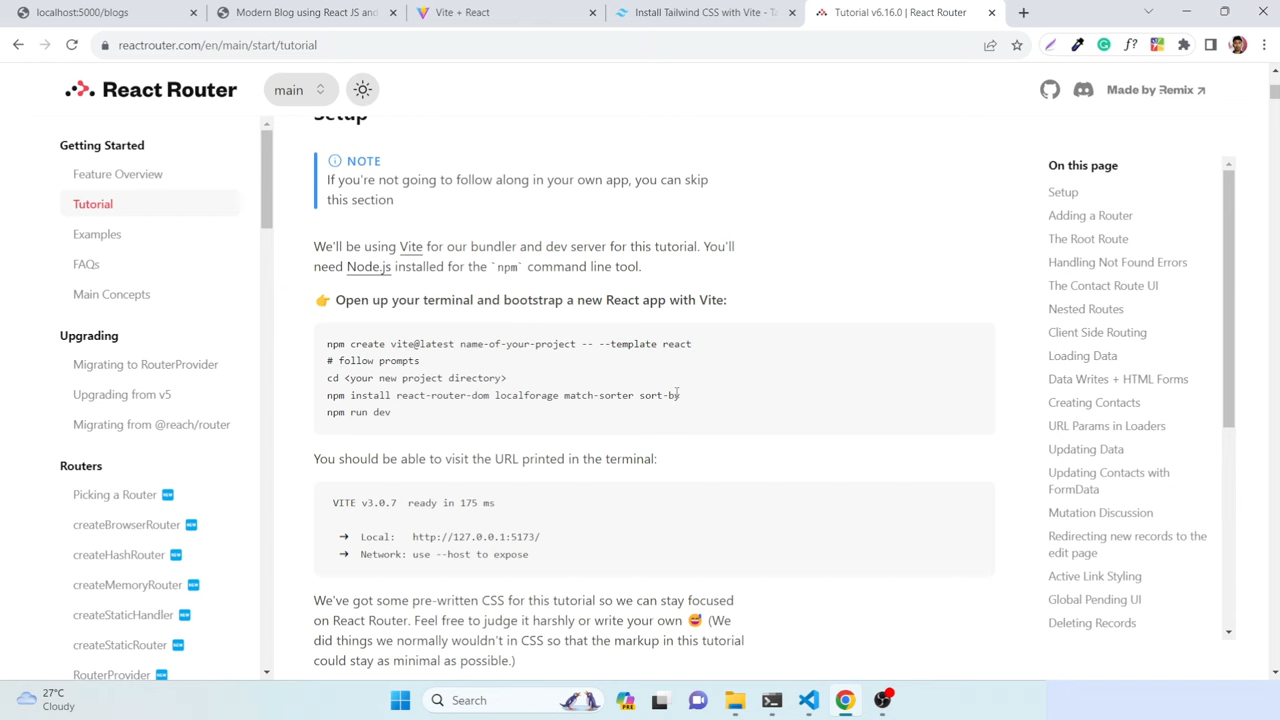 localhost:5000/blogs
Modern Blog using React JS and
Vite + React
Install Tailwind CSS with Vite - Ta
Tutorial v6.16.0 | React Router
reactrouter.com/en/main/start/tutorial
React Router
main
Made by Remix ↗
Getting Started
Feature Overview
Tutorial
Examples
FAQs
Main Concepts
Upgrading
Migrating to RouterProvider
Upgrading from v5
Migrating from @reach/router
Routers
Picking a Router NEW
createBrowserRouter NEW
createHashRouter NEW
createMemoryRouter NEW
createStaticHandler NEW
createStaticRouter NEW
RouterProvider NEW
Setup
NOTE
If you're not going to follow along in your own app, you can skip
this section
We'll be using Vite for our bundler and dev server for this tutorial. You'll
need Node.js installed for the `npm` command line tool.
👉 Open up your terminal and bootstrap a new React app with Vite:
npm create vite@latest name-of-your-project -- --template react
# follow prompts
cd <your new project directory>
npm install react-router-dom localforage match-sorter sort-by
npm run dev
You should be able to visit the URL printed in the terminal:
VITE v3.0.7 ready in 175 ms
➜ Local: http://127.0.0.1:5173/
➜ Network: use --host to expose
We've got some pre-written CSS for this tutorial so we can stay focused
on React Router. Feel free to judge it harshly or write your own 😅 (We
did things we normally wouldn't in CSS so that the markup in this tutorial
could stay as minimal as possible.)
On this page
Setup
Adding a Router
The Root Route
Handling Not Found Errors
The Contact Route UI
Nested Routes
Client Side Routing
Loading Data
Data Writes + HTML Forms
Creating Contacts
URL Params in Loaders
Updating Data
Updating Contacts with
FormData
Mutation Discussion
Redirecting new records to the
edit page
Active Link Styling
Global Pending UI
Deleting Records
27°C
Cloudy
Search
PRE